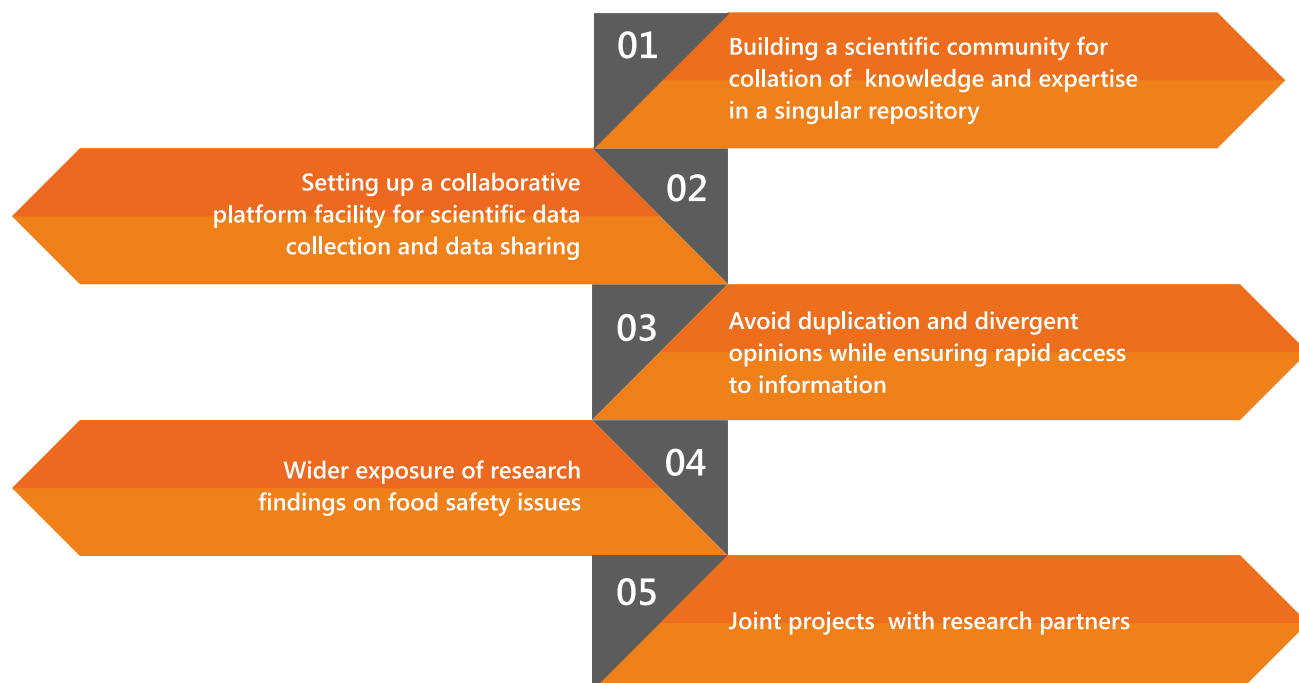 01
Building a scientific community for
collation of  knowledge and expertise
in a singular repository
02
Setting up a collaborative
platform facility for scientific data
collection and data sharing
03
Avoid duplication and divergent
opinions while ensuring rapid access
to information
04
Wider exposure of research
findings on food safety issues
05
Joint projects  with research partners